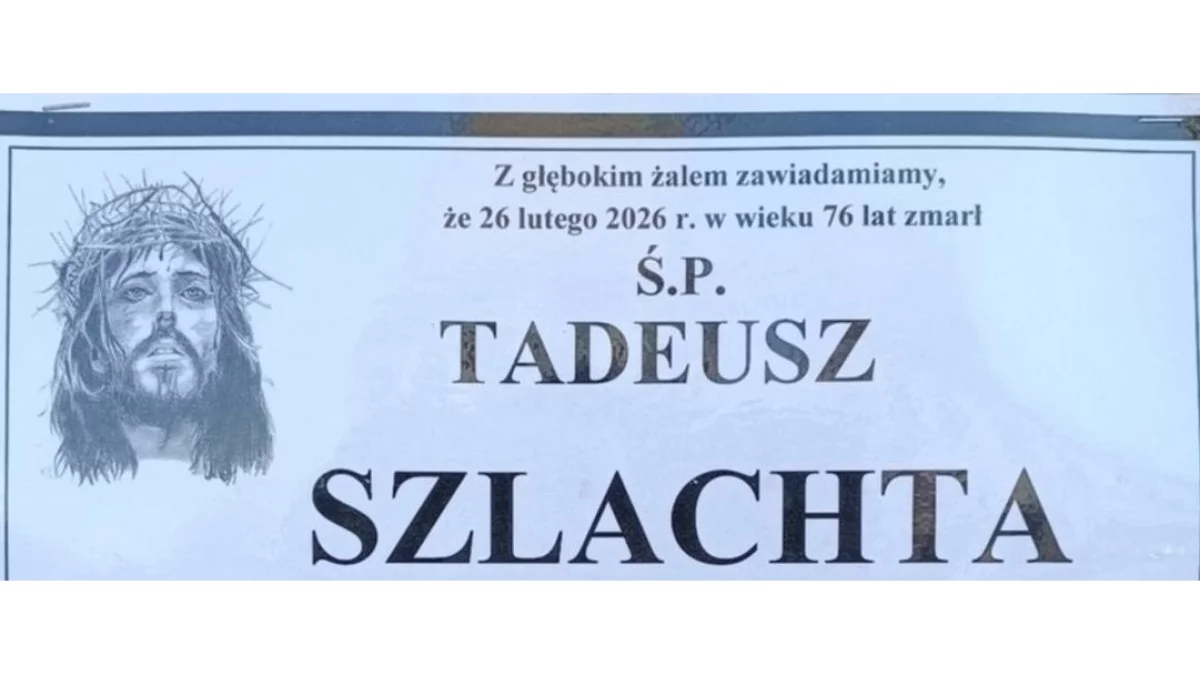 Z głębokim żalem zawiadamiamy,
że 26 lutego 2026 r. w wieku 76 lat zmarł
Ś.P.
TADEUSZ
SZLACHTA